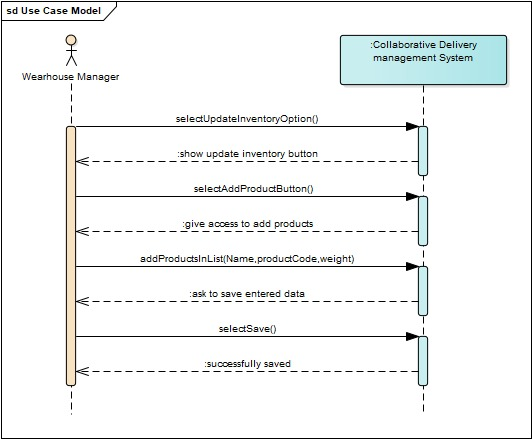 sd Use Case Model
:Collaborative Delivery
management System
Wearhouse Manager
selectUpdateInventoryOption()
:show update inventory button
selectAddProductButton()
:give access to add products
addProductsInList(Name,productCode,weight)
:ask to save entered data
selectSave()
:successfully saved